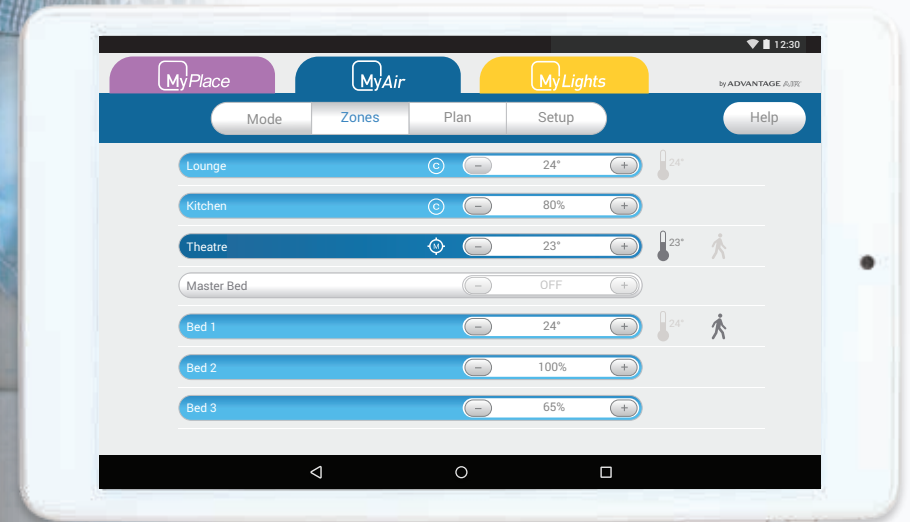 12:30
MyPlace
MyAir
MyLights
by ADVANTAGE AIR
Mode
Zones
Plan
Setup
Help
Lounge C − 24° + 24°
Kitchen C − 80% +
Theatre M − 23° + 23°
Master Bed − OFF +
Bed 1 − 24° + 24°
Bed 2 − 100% +
Bed 3 − 65% +